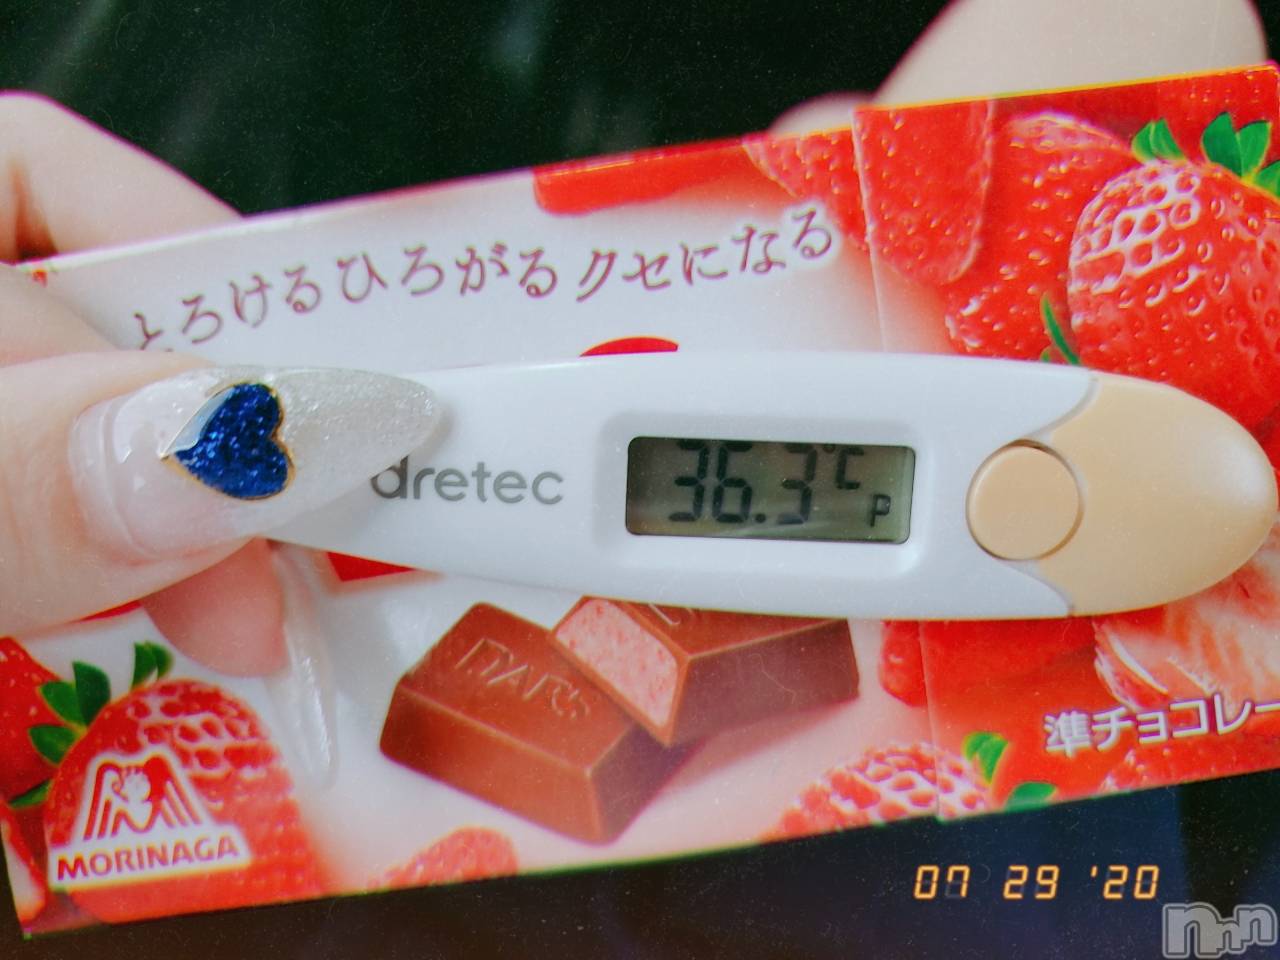 とろけるひろがるクセになる
dretec
36.3℃
P
DARS
準チョコレー
MORINAGA
07 29 '20
nnn